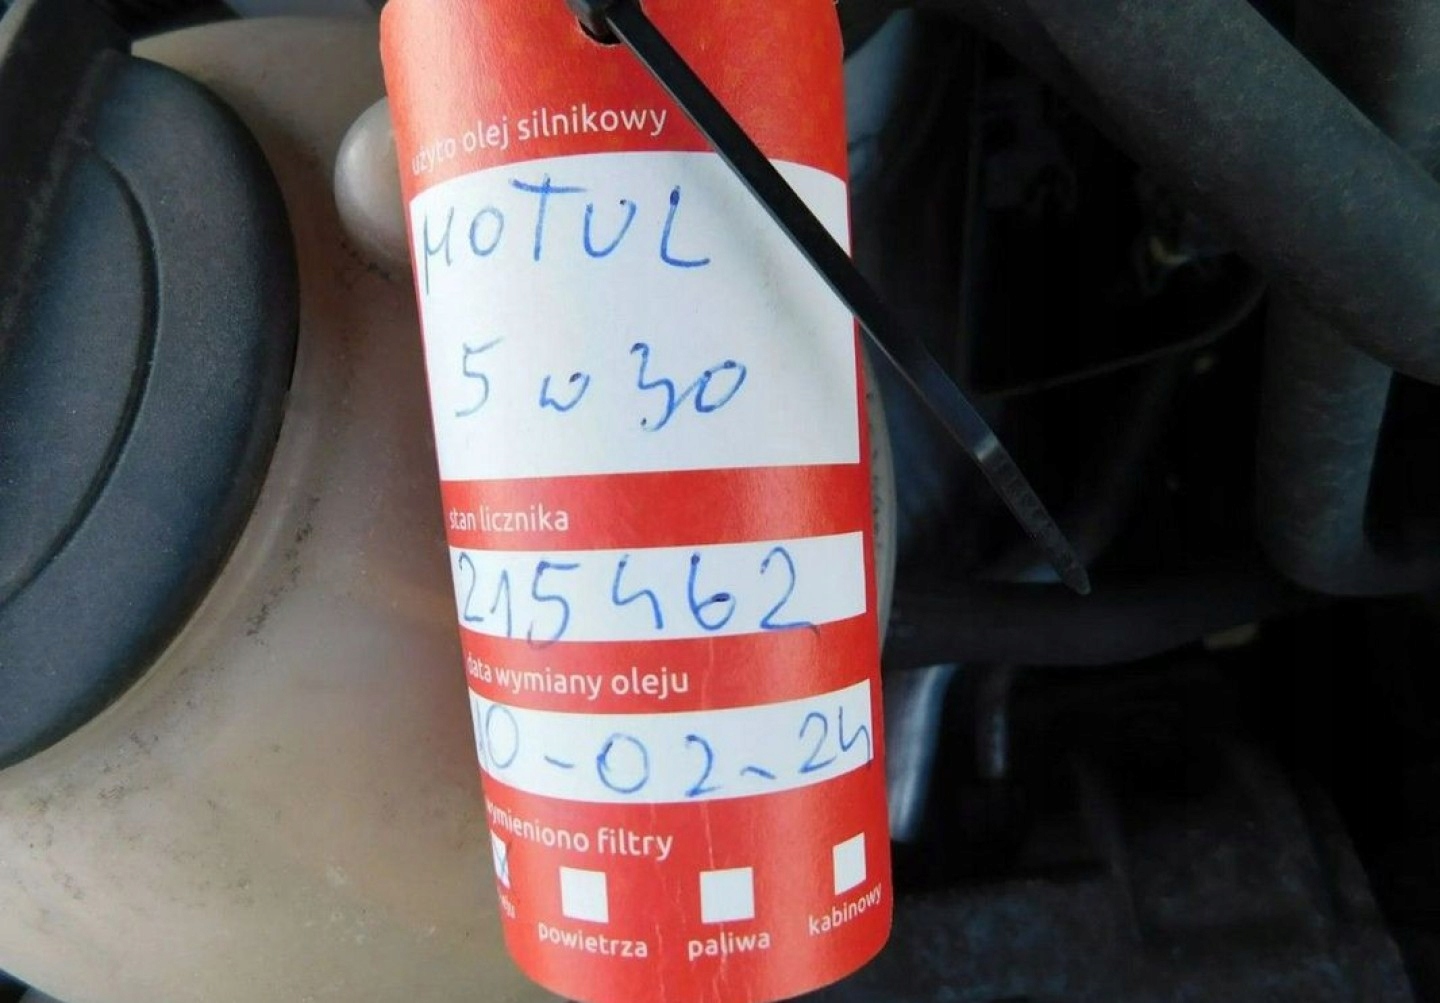 użyto olej silnikowy
MOTUL
5 w 30
stan licznika
215462
data wymiany oleju
10-02-24
wymieniono filtry
powietrza paliwa kabinowy